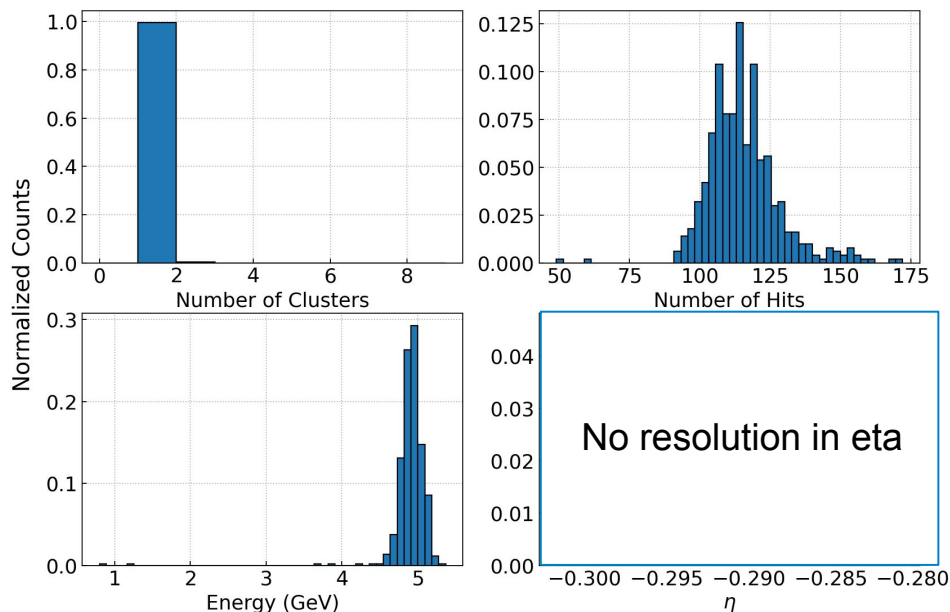 Normalized Counts
1.0
0.8
0.6
0.4
0.2
0.0
0 2 4 6 8
Number of Clusters
0.125
0.100
0.075
0.050
0.025
0.000
50 75 100 125 150 175
Number of Hits
0.3
0.2
0.1
0.0
1 2 3 4 5
Energy (GeV)
0.04
0.03
0.02
0.01
0.00
No resolution in eta
−0.300 −0.295 −0.290 −0.285 −0.280
η